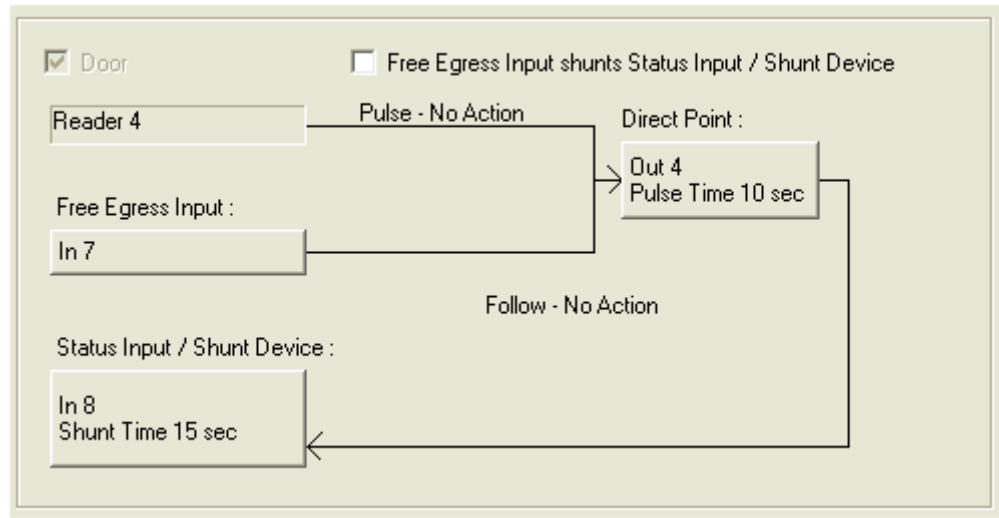 Door
Free Egress Input shunts Status Input / Shunt Device
Reader 4
Pulse - No Action
Direct Point :
Out 4
Pulse Time 10 sec
Free Egress Input :
In 7
Follow - No Action
Status Input / Shunt Device :
In 8
Shunt Time 15 sec